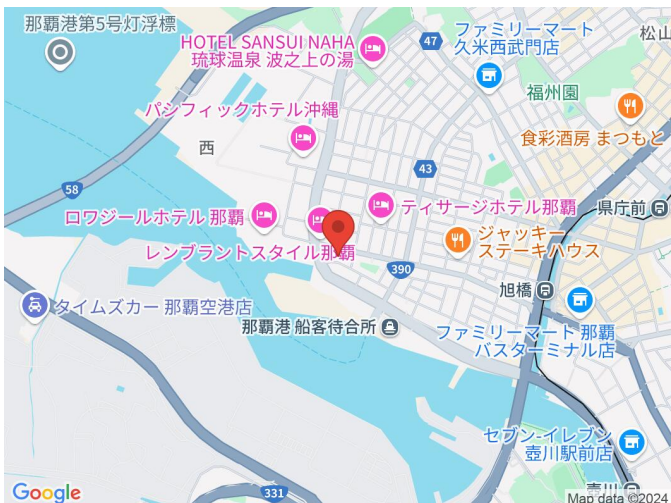 那覇港第5号灯浮標
HOTEL SANSUI NAHA
琉球温泉 波之上の湯
47
ファミリーマート
久米西武門店
松山
パシフィックホテル沖縄
福州園
食彩酒房 まつもと
西
43
58
ロワジールホテル 那覇
ティサージホテル那覇
県庁前
レンブラントスタイル那覇
ジャッキー
ステーキハウス
390
旭橋
タイムズカー 那覇空港店
那覇港 船客待合所
ファミリーマート 那覇
バスターミナル店
セブン-イレブン
壺川駅前店
331
壺川
Google
Map data ©2024